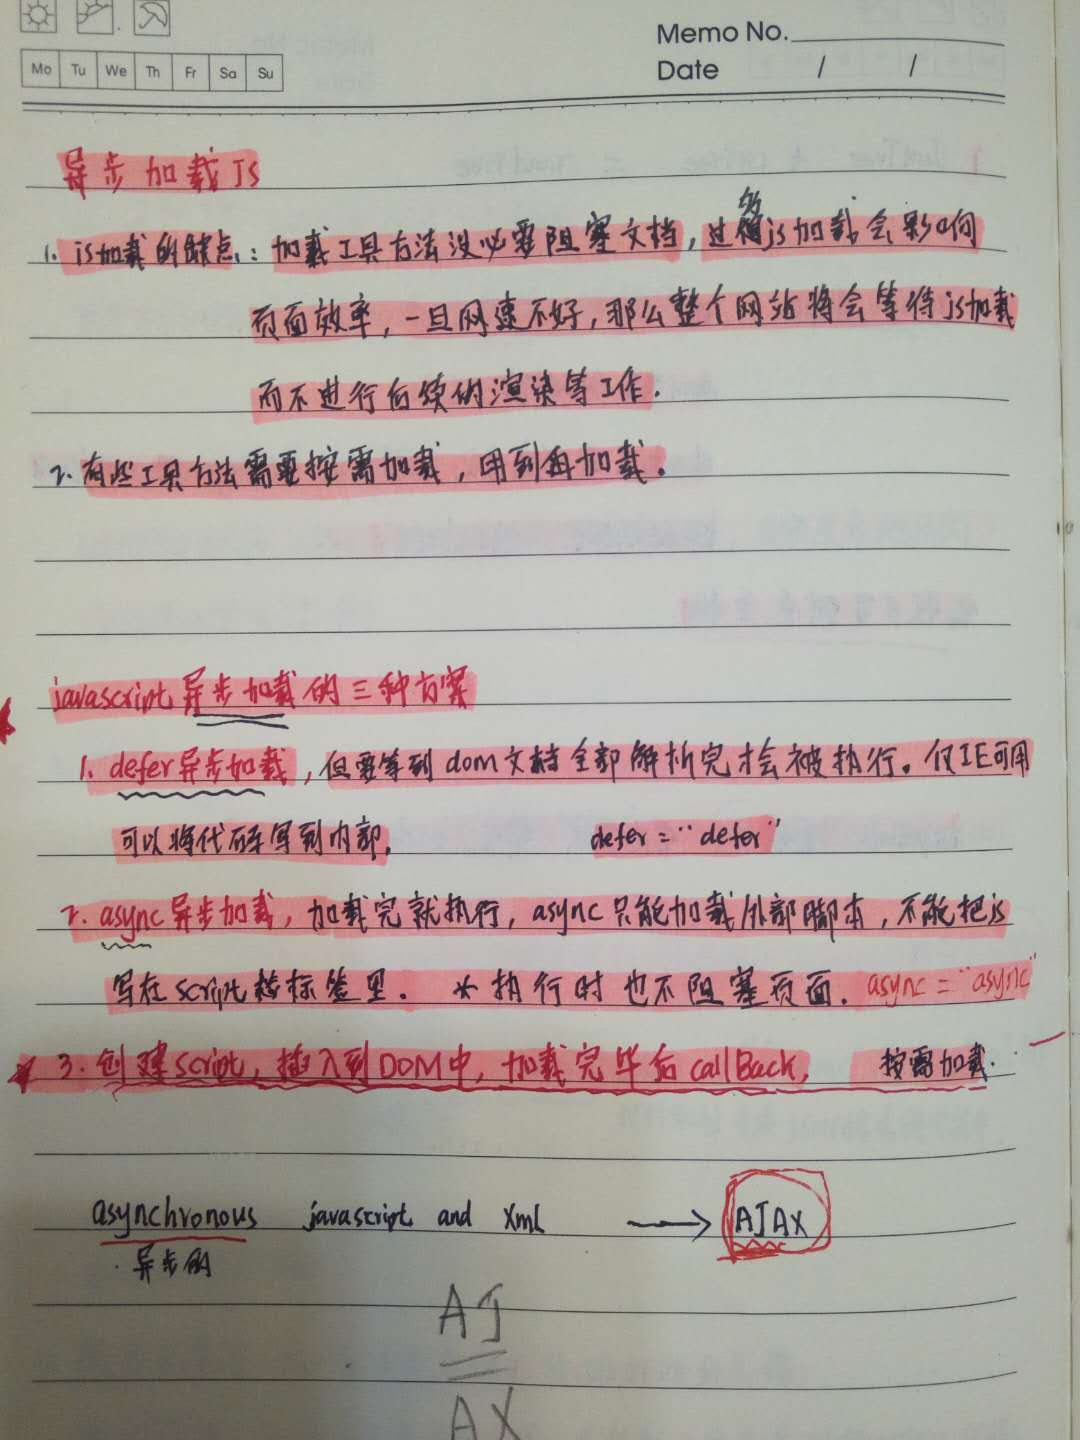 Memo No.
Mo Tu We Th Fr Sa Su
Date / /
异步加载JS
1. js加载的缺点：加载工具方法没必要阻塞文档，过多js加载会影响
页面效率，一旦网速不好，那么整个网站将会等待js加载
而不进行后续的渲染等工作.
2. 有些工具方法需要按需加载，用到再加载.
javascript 异步加载的三种方案
1. defer异步加载，但要等到dom文档全部解析完才会被执行。仅IE可用
可以将代码写到内部. defer="defer"
2. async异步加载，加载完就执行，async只能加载外部脚本，不能把js
写在script标签里. * 执行时也不阻塞页面. async="async"
3. 创建script，插入到DOM中，加载完毕后callBack, 按需加载.
asynchronous javascript and xml → AJAX
异步的
AJ
AX